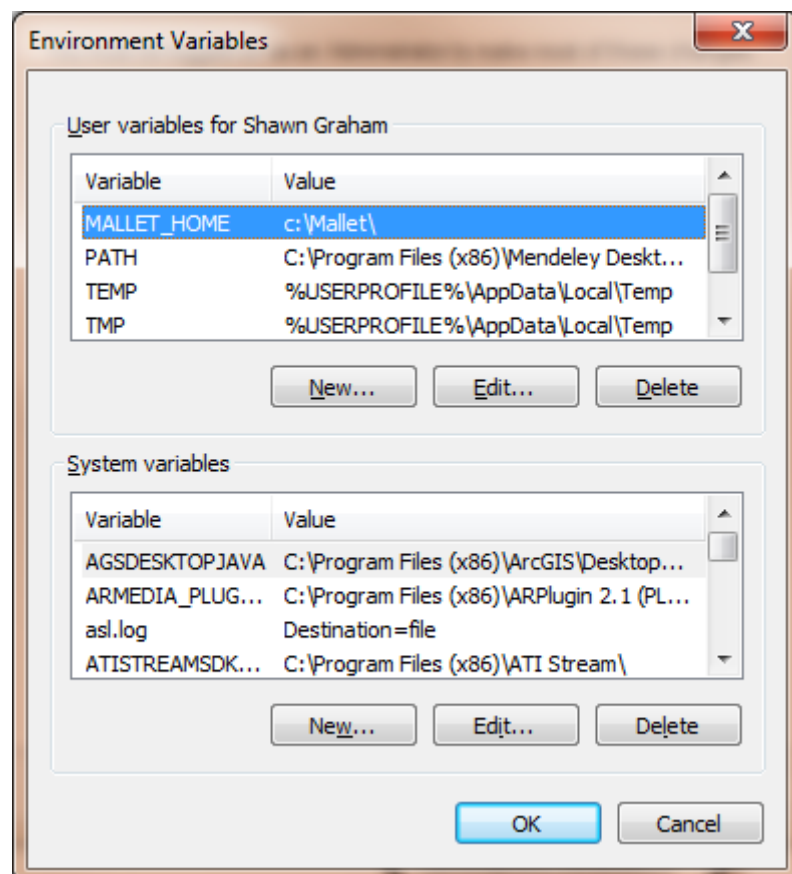 Environment Variables
User variables for Shawn Graham
Variable Value
MALLET_HOME c:\Mallet\
PATH C:\Program Files (x86)\Mendeley Deskt...
TEMP %USERPROFILE%\AppData\Local\Temp
TMP %USERPROFILE%\AppData\Local\Temp
New... Edit... Delete
System variables
Variable Value
AGSDESKTOPJAVA C:\Program Files (x86)\ArcGIS\Desktop...
ARMEDIA_PLUG... C:\Program Files (x86)\ARPlugin 2.1 (PL...
asl.log Destination=file
ATISTREAMSDK... C:\Program Files (x86)\ATI Stream\
New... Edit... Delete
OK Cancel